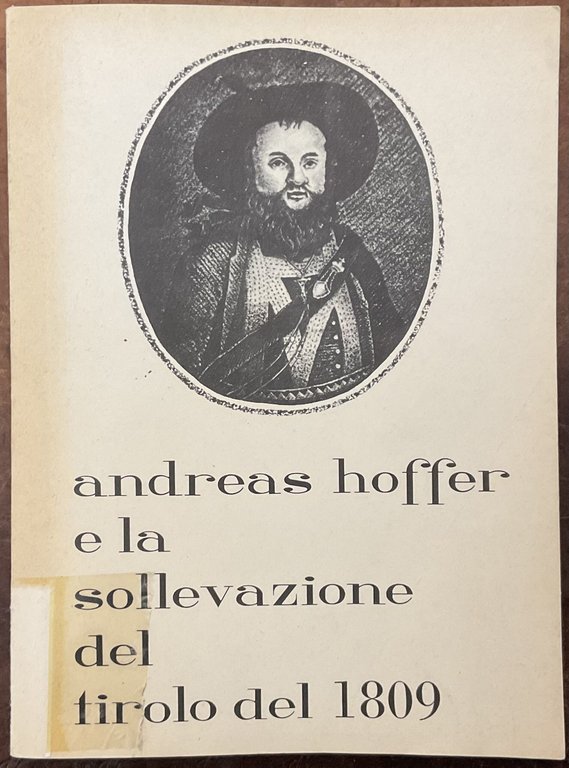 andreas hoffer
e la
sollevazione
del
tirolo del 1809